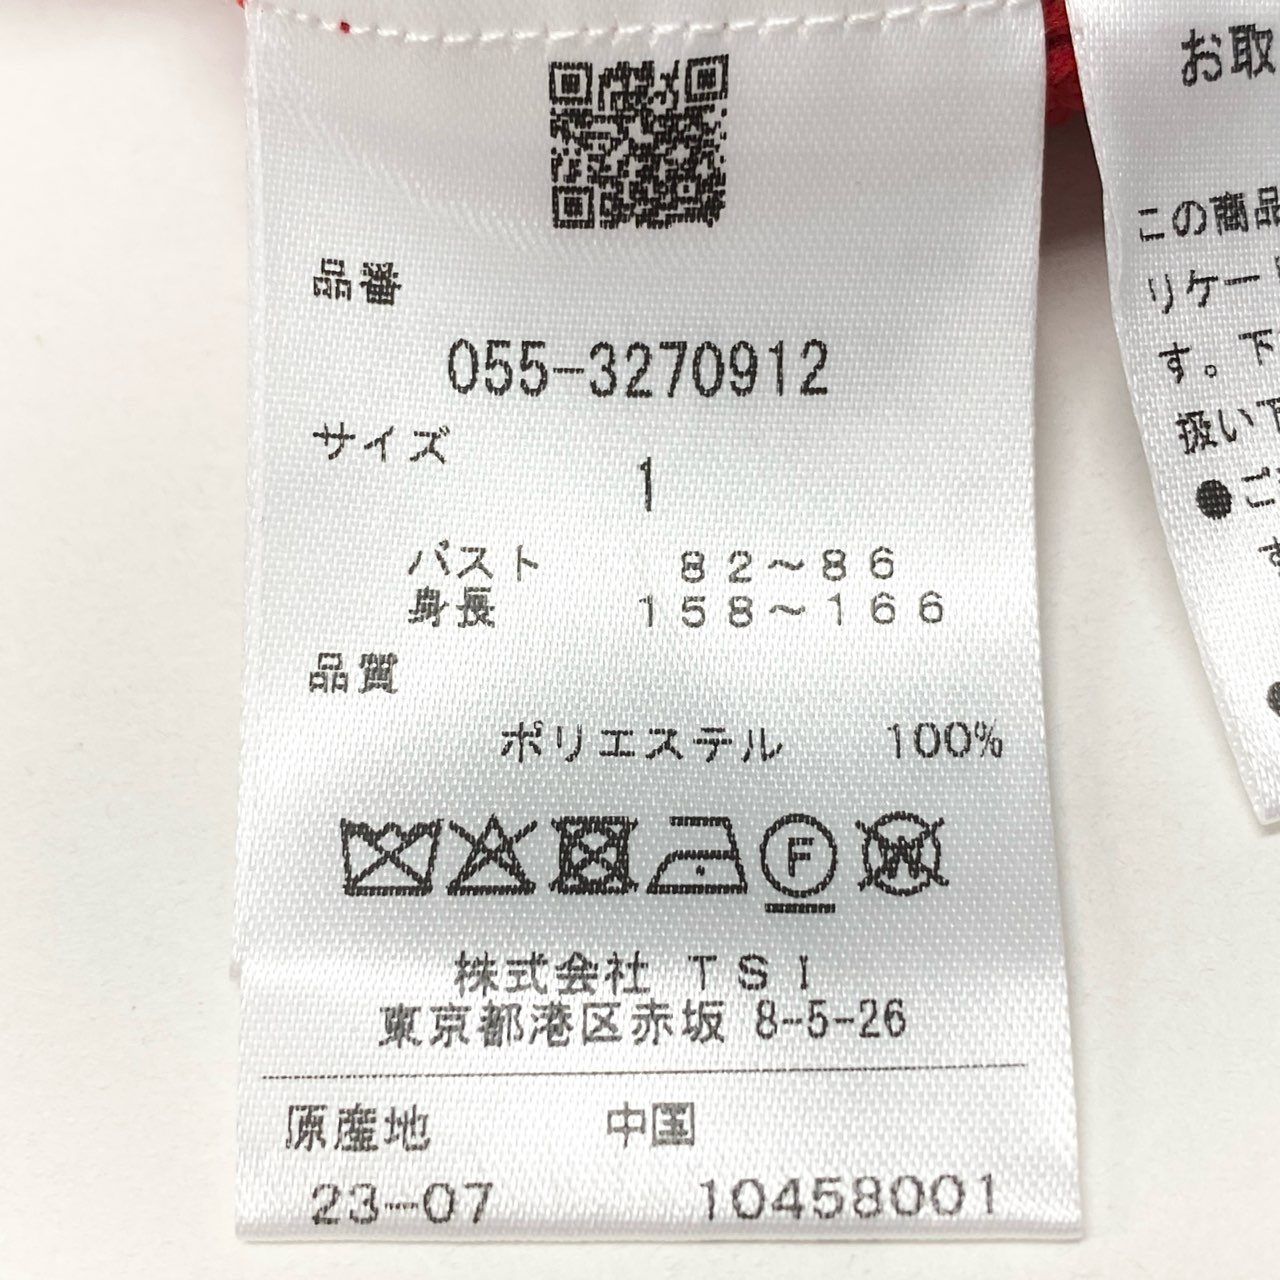 品番
055-3270912
サイズ
1
バスト 82～86
身長 158～166
品質
ポリエステル 100%
F
W
株式会社 TSI
東京都港区赤坂 8-5-26
原産地 中国
23-07 10458001
お取
この商品
リケー
す。下
扱い下
●ご